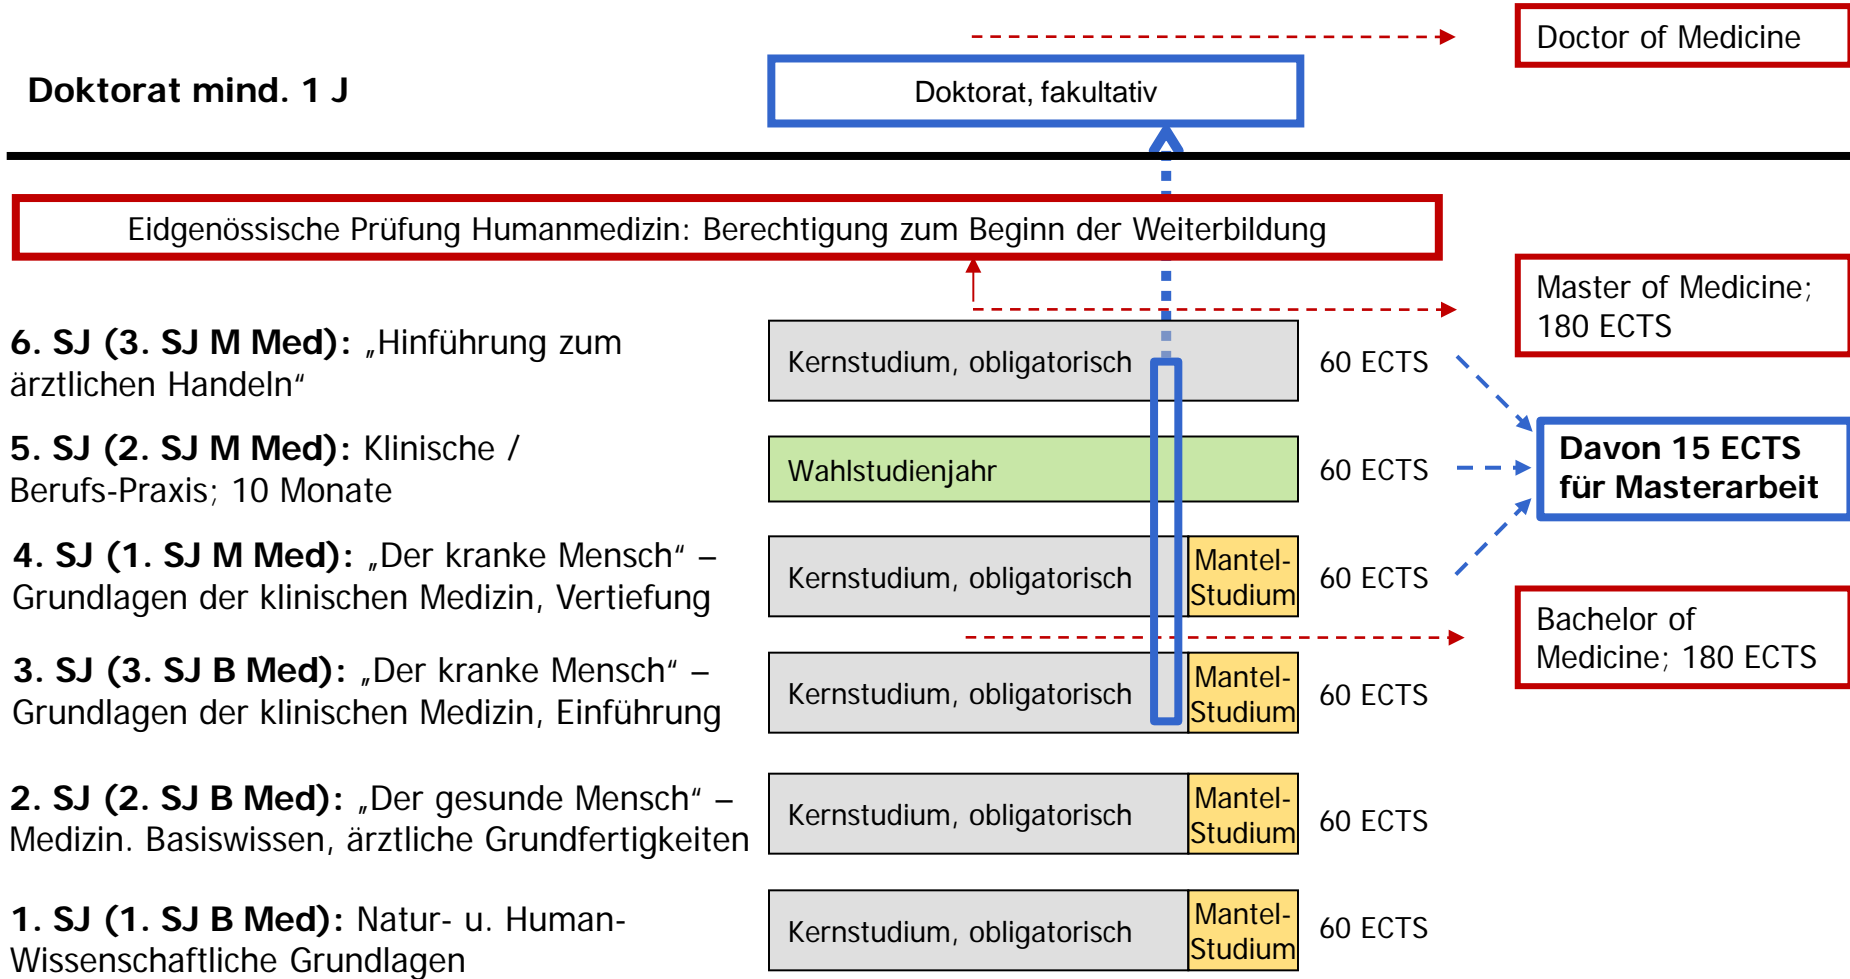 Doctor of Medicine
Doktorat mind. 1 J
Doktorat, fakultativ
Eidgenössische Prüfung Humanmedizin: Berechtigung zum Beginn der Weiterbildung
Master of Medicine;
180 ECTS
6. SJ (3. SJ M Med): „Hinführung zum
ärztlichen Handeln“
Kernstudium, obligatorisch
60 ECTS
5. SJ (2. SJ M Med): Klinische /
Berufs-Praxis; 10 Monate
Wahlstudienjahr
60 ECTS
Davon 15 ECTS
für Masterarbeit
4. SJ (1. SJ M Med): „Der kranke Mensch“ –
Grundlagen der klinischen Medizin, Vertiefung
Kernstudium, obligatorisch
Mantel-
Studium
60 ECTS
Bachelor of
Medicine; 180 ECTS
3. SJ (3. SJ B Med): „Der kranke Mensch“ –
Grundlagen der klinischen Medizin, Einführung
Kernstudium, obligatorisch
Mantel-
Studium
60 ECTS
2. SJ (2. SJ B Med): „Der gesunde Mensch“ –
Medizin. Basiswissen, ärztliche Grundfertigkeiten
Kernstudium, obligatorisch
Mantel-
Studium
60 ECTS
1. SJ (1. SJ B Med): Natur- u. Human-
Wissenschaftliche Grundlagen
Kernstudium, obligatorisch
Mantel-
Studium
60 ECTS